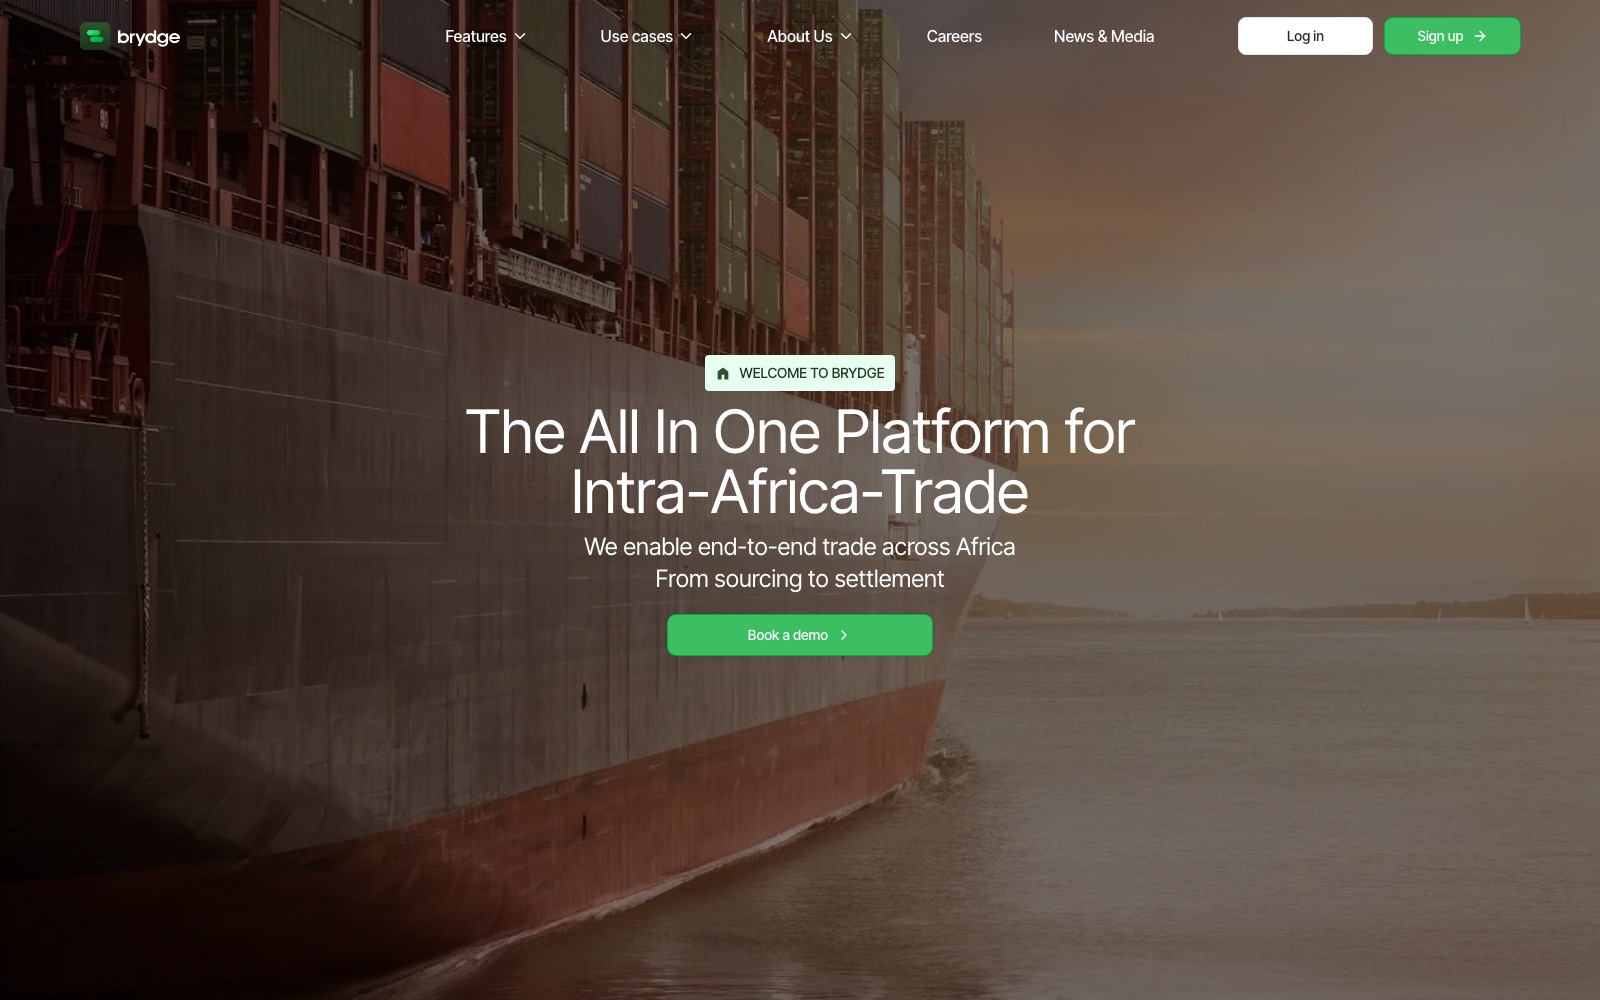 brydge
Features
Use cases
About Us
Careers
News & Media
Log in
Sign up
WELCOME TO BRYDGE
The All In One Platform for
Intra-Africa-Trade
We enable end-to-end trade across Africa
From sourcing to settlement
Book a demo